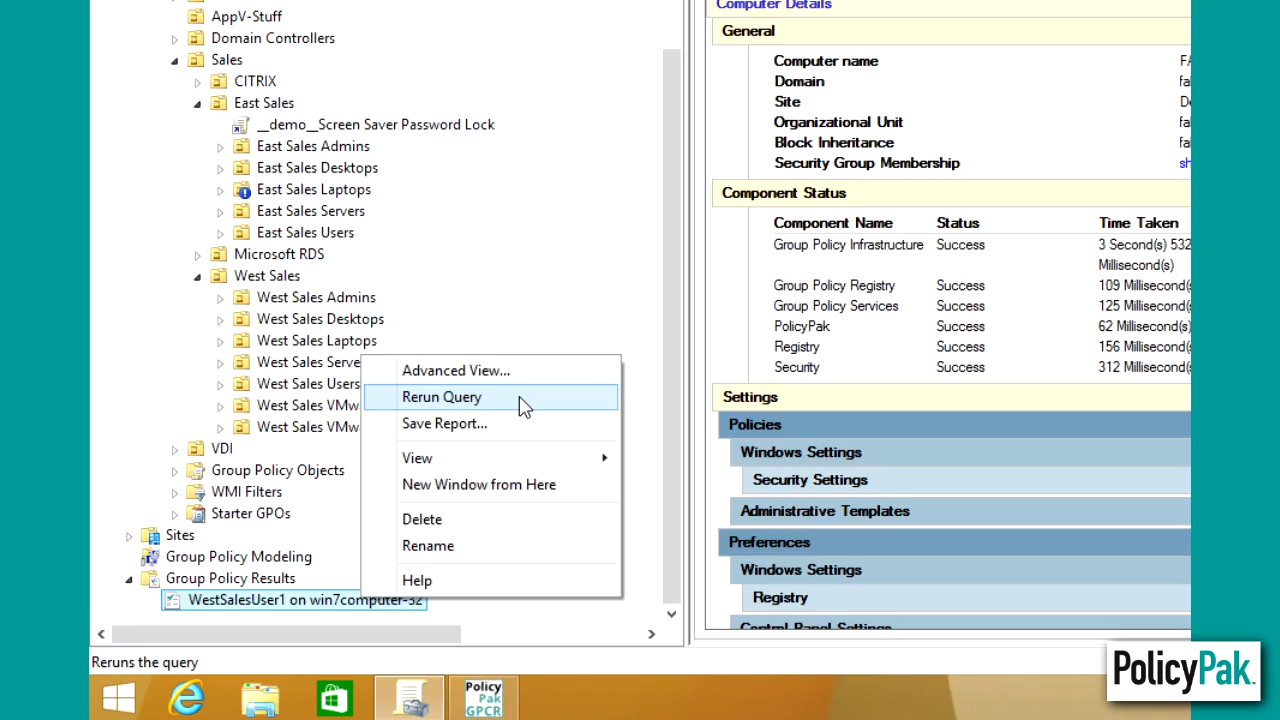 AppV-Stuff
Domain Controllers
Sales
CITRIX
East Sales
__demo__Screen Saver Password Lock
East Sales Admins
East Sales Desktops
East Sales Laptops
East Sales Servers
East Sales Users
Microsoft RDS
West Sales
West Sales Admins
West Sales Desktops
West Sales Laptops
West Sales Serve
West Sales Users
West Sales VMw
West Sales VMw
VDI
Group Policy Objects
WMI Filters
Starter GPOs
Sites
Group Policy Modeling
Group Policy Results
WestSalesUser1 on win7computer-32
Advanced View...
Rerun Query
Save Report...
View
New Window from Here
Delete
Rename
Help
Reruns the query
Computer Details
General
Computer name
Domain
Site
Organizational Unit
Block Inheritance
Security Group Membership
Component Status
Component Name Status Time Taken
Group Policy Infrastructure Success 3 Second(s) 532
Millisecond(s)
Group Policy Registry Success 109 Millisecond(s
Group Policy Services Success 125 Millisecond(s
PolicyPak Success 62 Millisecond(s)
Registry Success 156 Millisecond(s
Security Success 312 Millisecond(s
Settings
Policies
Windows Settings
Security Settings
Administrative Templates
Preferences
Windows Settings
Registry
Control Panel Settings
Policy
Pak
GPCR
PolicyPak